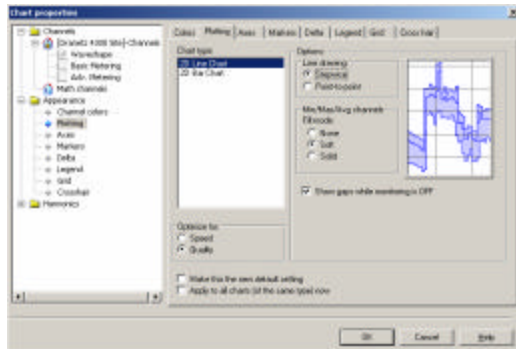 Chart properties
Channels
[Dranetz 4300 Site]-Channels
Waveshape
Basic Metering
Adv. Metering
Math channels
Appearance
Channel colors
Plotting
Axes
Markers
Delta
Legend
Grid
Crosshair
Harmonics
Colors
Plotting
Axes
Markers
Delta
Legend
Grid
Crosshair
Chart type
2D Line Chart
2D Bar Chart
Optimize for:
Speed
Quality
Options
Line drawing
Stepwise
Point-to-point
Min/Max/Avg channels
Fill mode:
None
Soft
Solid
Show gaps while monitoring is OFF
Make this the new default setting
Apply to all charts (of the same type) now
OK
Cancel
Help